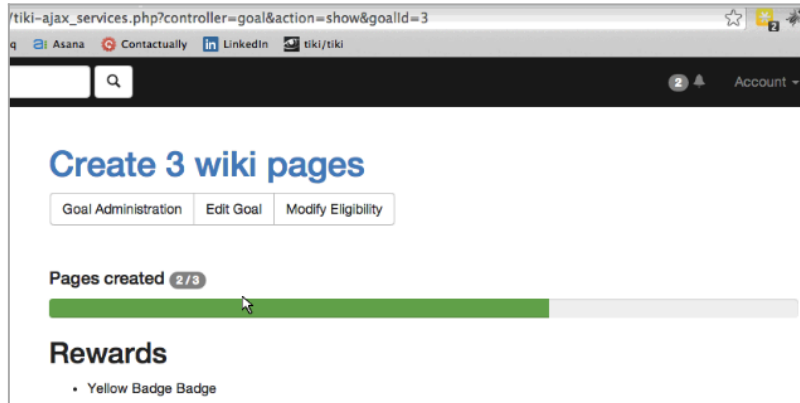 /tiki-ajax_services.php?controller=goal&action=show&goalId=3
q Asana Contactually LinkedIn tiki/tiki
2 Account
Create 3 wiki pages
Goal Administration Edit Goal Modify Eligibility
Pages created 2/3
Rewards
• Yellow Badge Badge